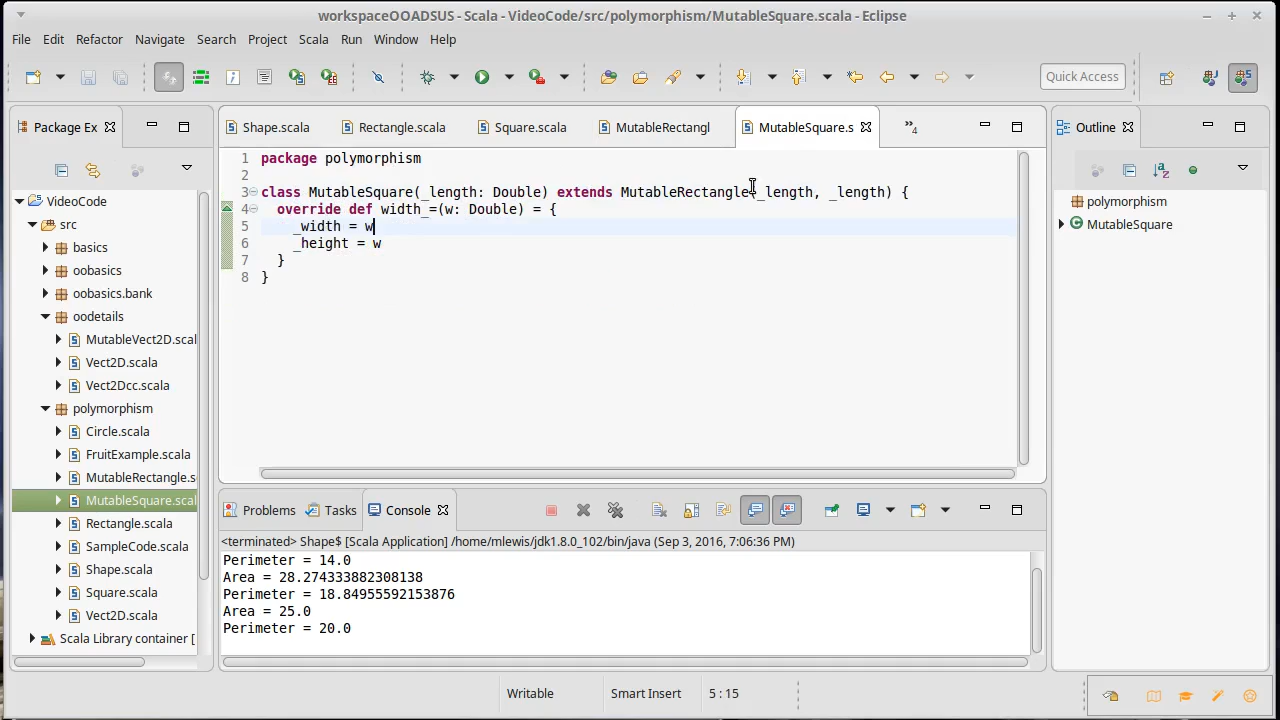 workspaceOOADSUS - Scala - VideoCode/src/polymorphism/MutableSquare.scala - Eclipse
File Edit Refactor Navigate Search Project Scala Run Window Help
Quick Access
Package Ex
VideoCode
src
basics
oobasics
oobasics.bank
oodetails
MutableVect2D.scal
Vect2D.scala
Vect2Dcc.scala
polymorphism
Circle.scala
FruitExample.scala
MutableRectangle.s
MutableSquare.scal
Rectangle.scala
SampleCode.scala
Shape.scala
Square.scala
Vect2D.scala
Scala Library container [
Shape.scala Rectangle.scala Square.scala MutableRectangl MutableSquare.s »4
1 package polymorphism
2
3 class MutableSquare(_length: Double) extends MutableRectangle(_length, _length) {
4 override def width_=(w: Double) = {
5 _width = w
6 _height = w
7 }
8 }
Problems Tasks Console
<terminated> Shape$ [Scala Application] /home/mlewis/jdk1.8.0_102/bin/java (Sep 3, 2016, 7:06:36 PM)
Perimeter = 14.0
Area = 28.274333882308138
Perimeter = 18.84955592153876
Area = 25.0
Perimeter = 20.0
Outline
polymorphism
MutableSquare
Writable Smart Insert 5 : 15